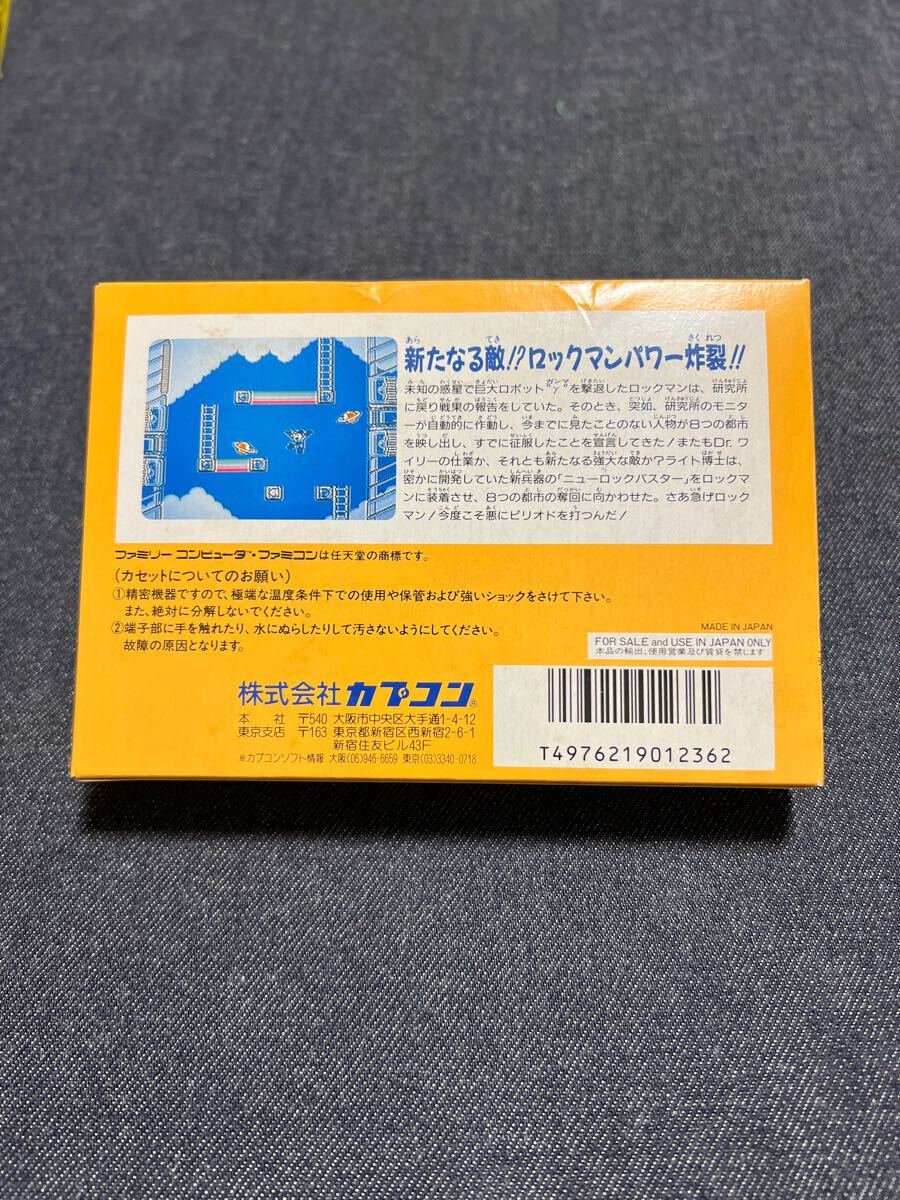 新たなる敵!?ロックマンパワー炸裂!!
未知の惑星で巨大ロボット"γ"を撃退したロックマンは、研究所
に戻り戦果の報告をしていた。そのとき、突如、研究所のモニタ
ーが自動的に作動し、今までに見たことのない人物が8つの都市
を映し出し、すでに征服したことを宣言してきた!またもDr.ワ
イリーの仕業か、それとも新たなる強大な敵か?ライト博士は、
密かに開発していた新兵器の「ニューロックバスター」をロックマン
に装着させ、8つの都市の奪回に向かわせた。さあ急げロック
マン!今度こそ悪にピリオドを打つんだ!
ファミリー コンピュータ™・ファミコンは任天堂の商標です。
(カセットについてのお願い)
①精密機器ですので、極端な温度条件下での使用や保管および強いショックをさけて下さい。
また、絶対に分解しないでください。
②端子部に手を触れたり、水にぬらしたりして汚さないようにしてください。
故障の原因となります。
MADE IN JAPAN
FOR SALE and USE IN JAPAN ONLY
本品の輸出、使用営業及び賃貸を禁じます
株式会社カプコン®
本 社 〒540 大阪市中央区大手通1-4-12
東京支店 〒163 東京都新宿区西新宿2-6-1
新宿住友ビル43F
※カプコンソフト情報 大阪(06)946-6659 東京(03)3340-0718
T4976219012362